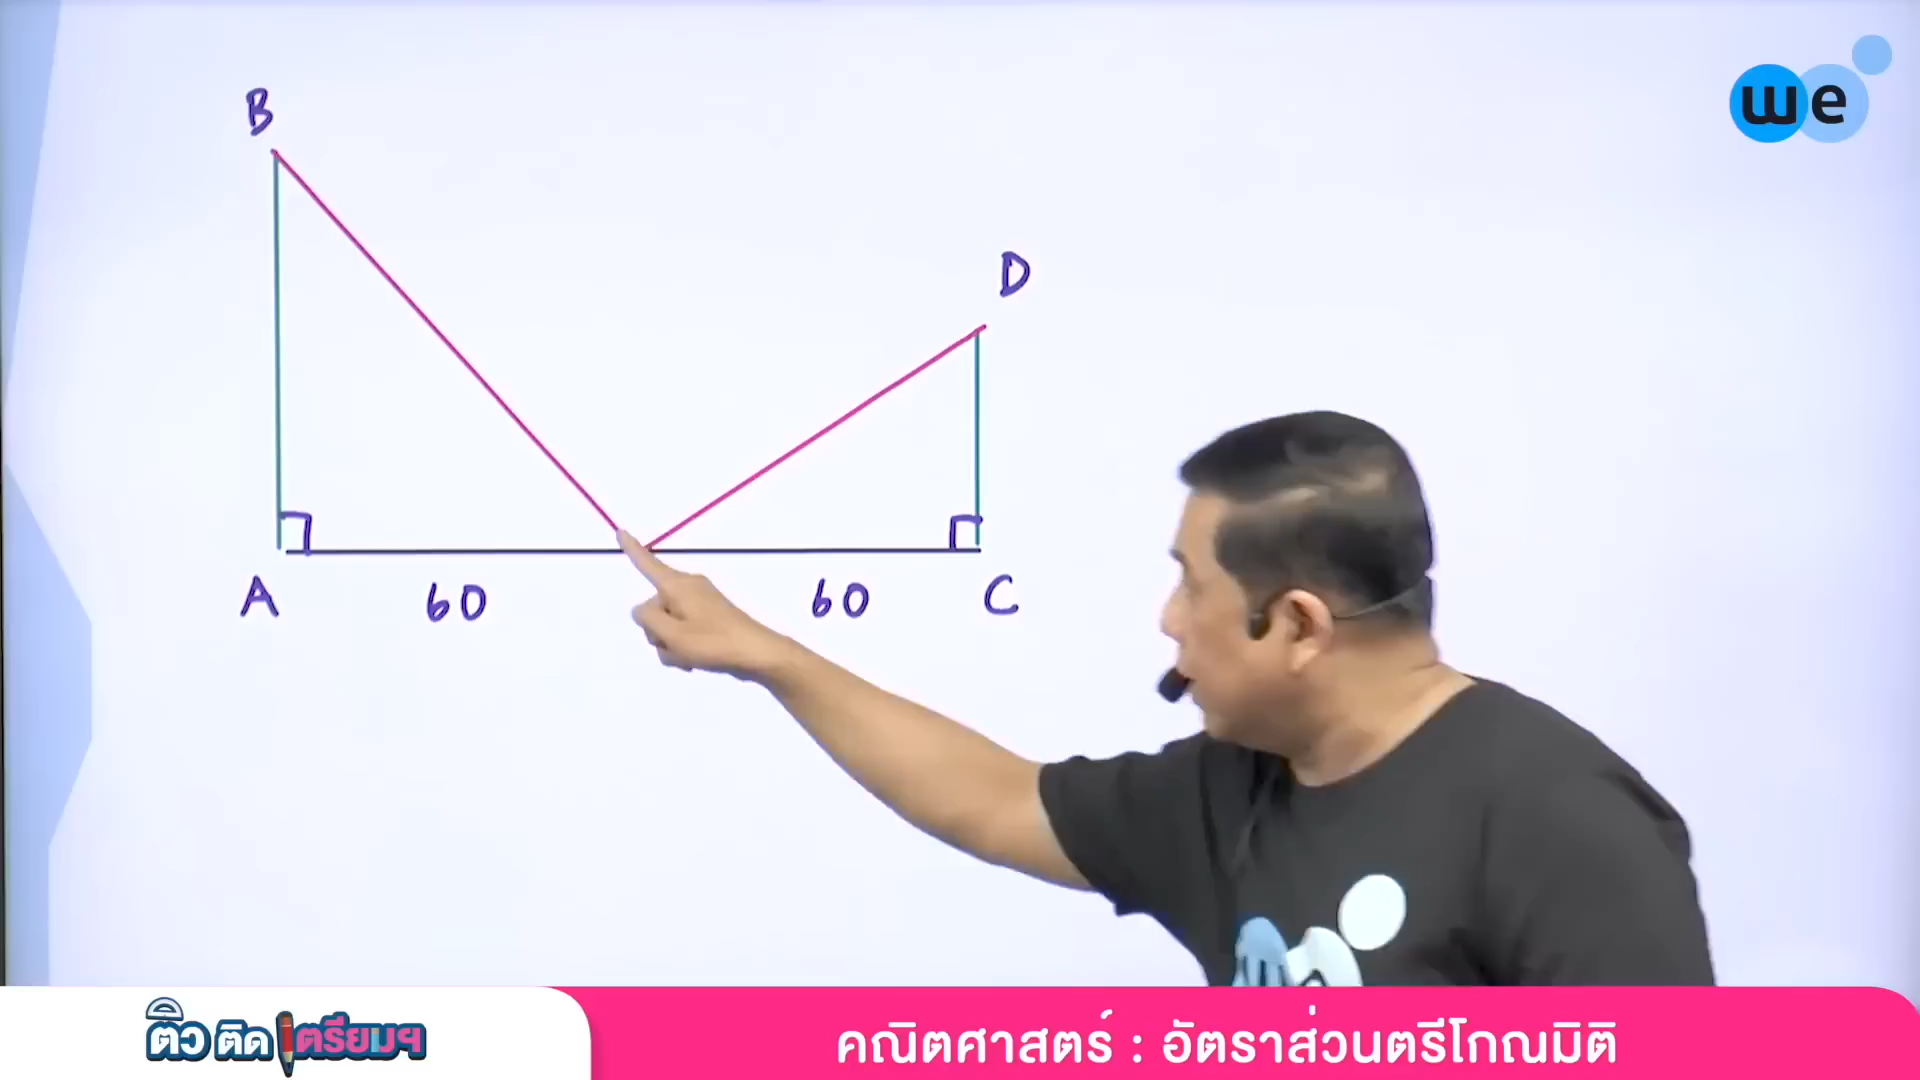 we
B
D
A 60 60 C
ติว ติด เตรียมฯ
คณิตศาสตร์ : อัตราส่วนตรีโกณมิติ